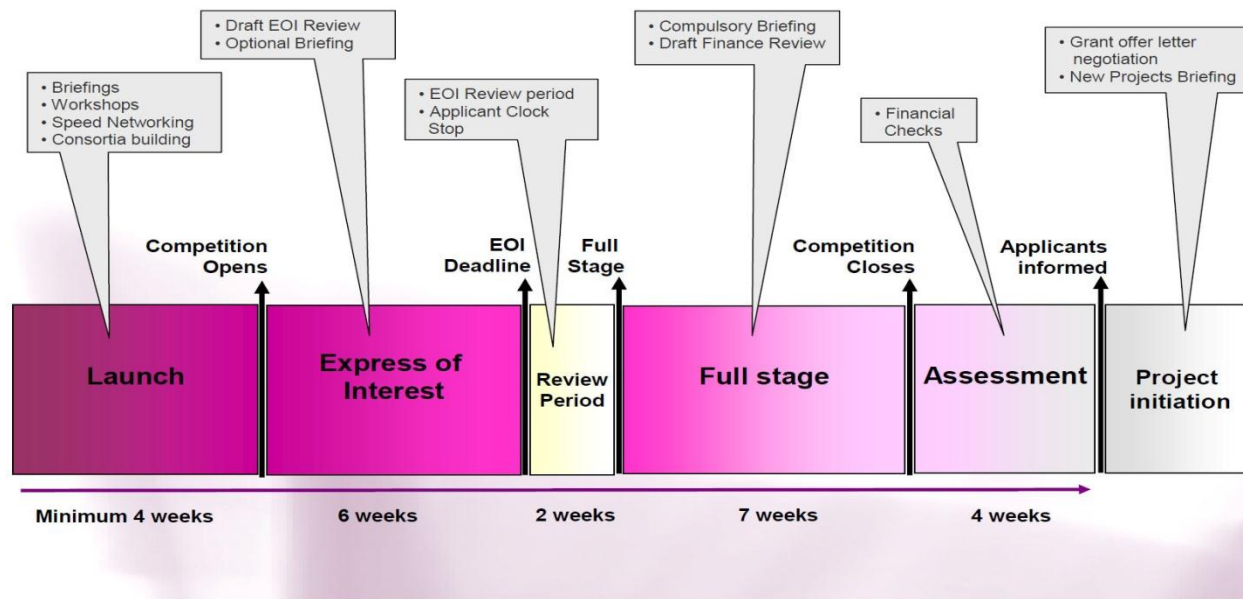 • Briefings
• Workshops
• Speed Networking
• Consortia building
• Draft EOI Review
• Optional Briefing
• EOI Review period
• Applicant Clock
Stop
• Compulsory Briefing
• Draft Finance Review
• Financial
Checks
• Grant offer letter
negotiation
• New Projects Briefing
Competition
Opens
EOI
Deadline
Full
Stage
Competition
Closes
Applicants
informed
Launch
Express of
Interest
Review
Period
Full stage
Assessment
Project
initiation
Minimum 4 weeks
6 weeks
2 weeks
7 weeks
4 weeks